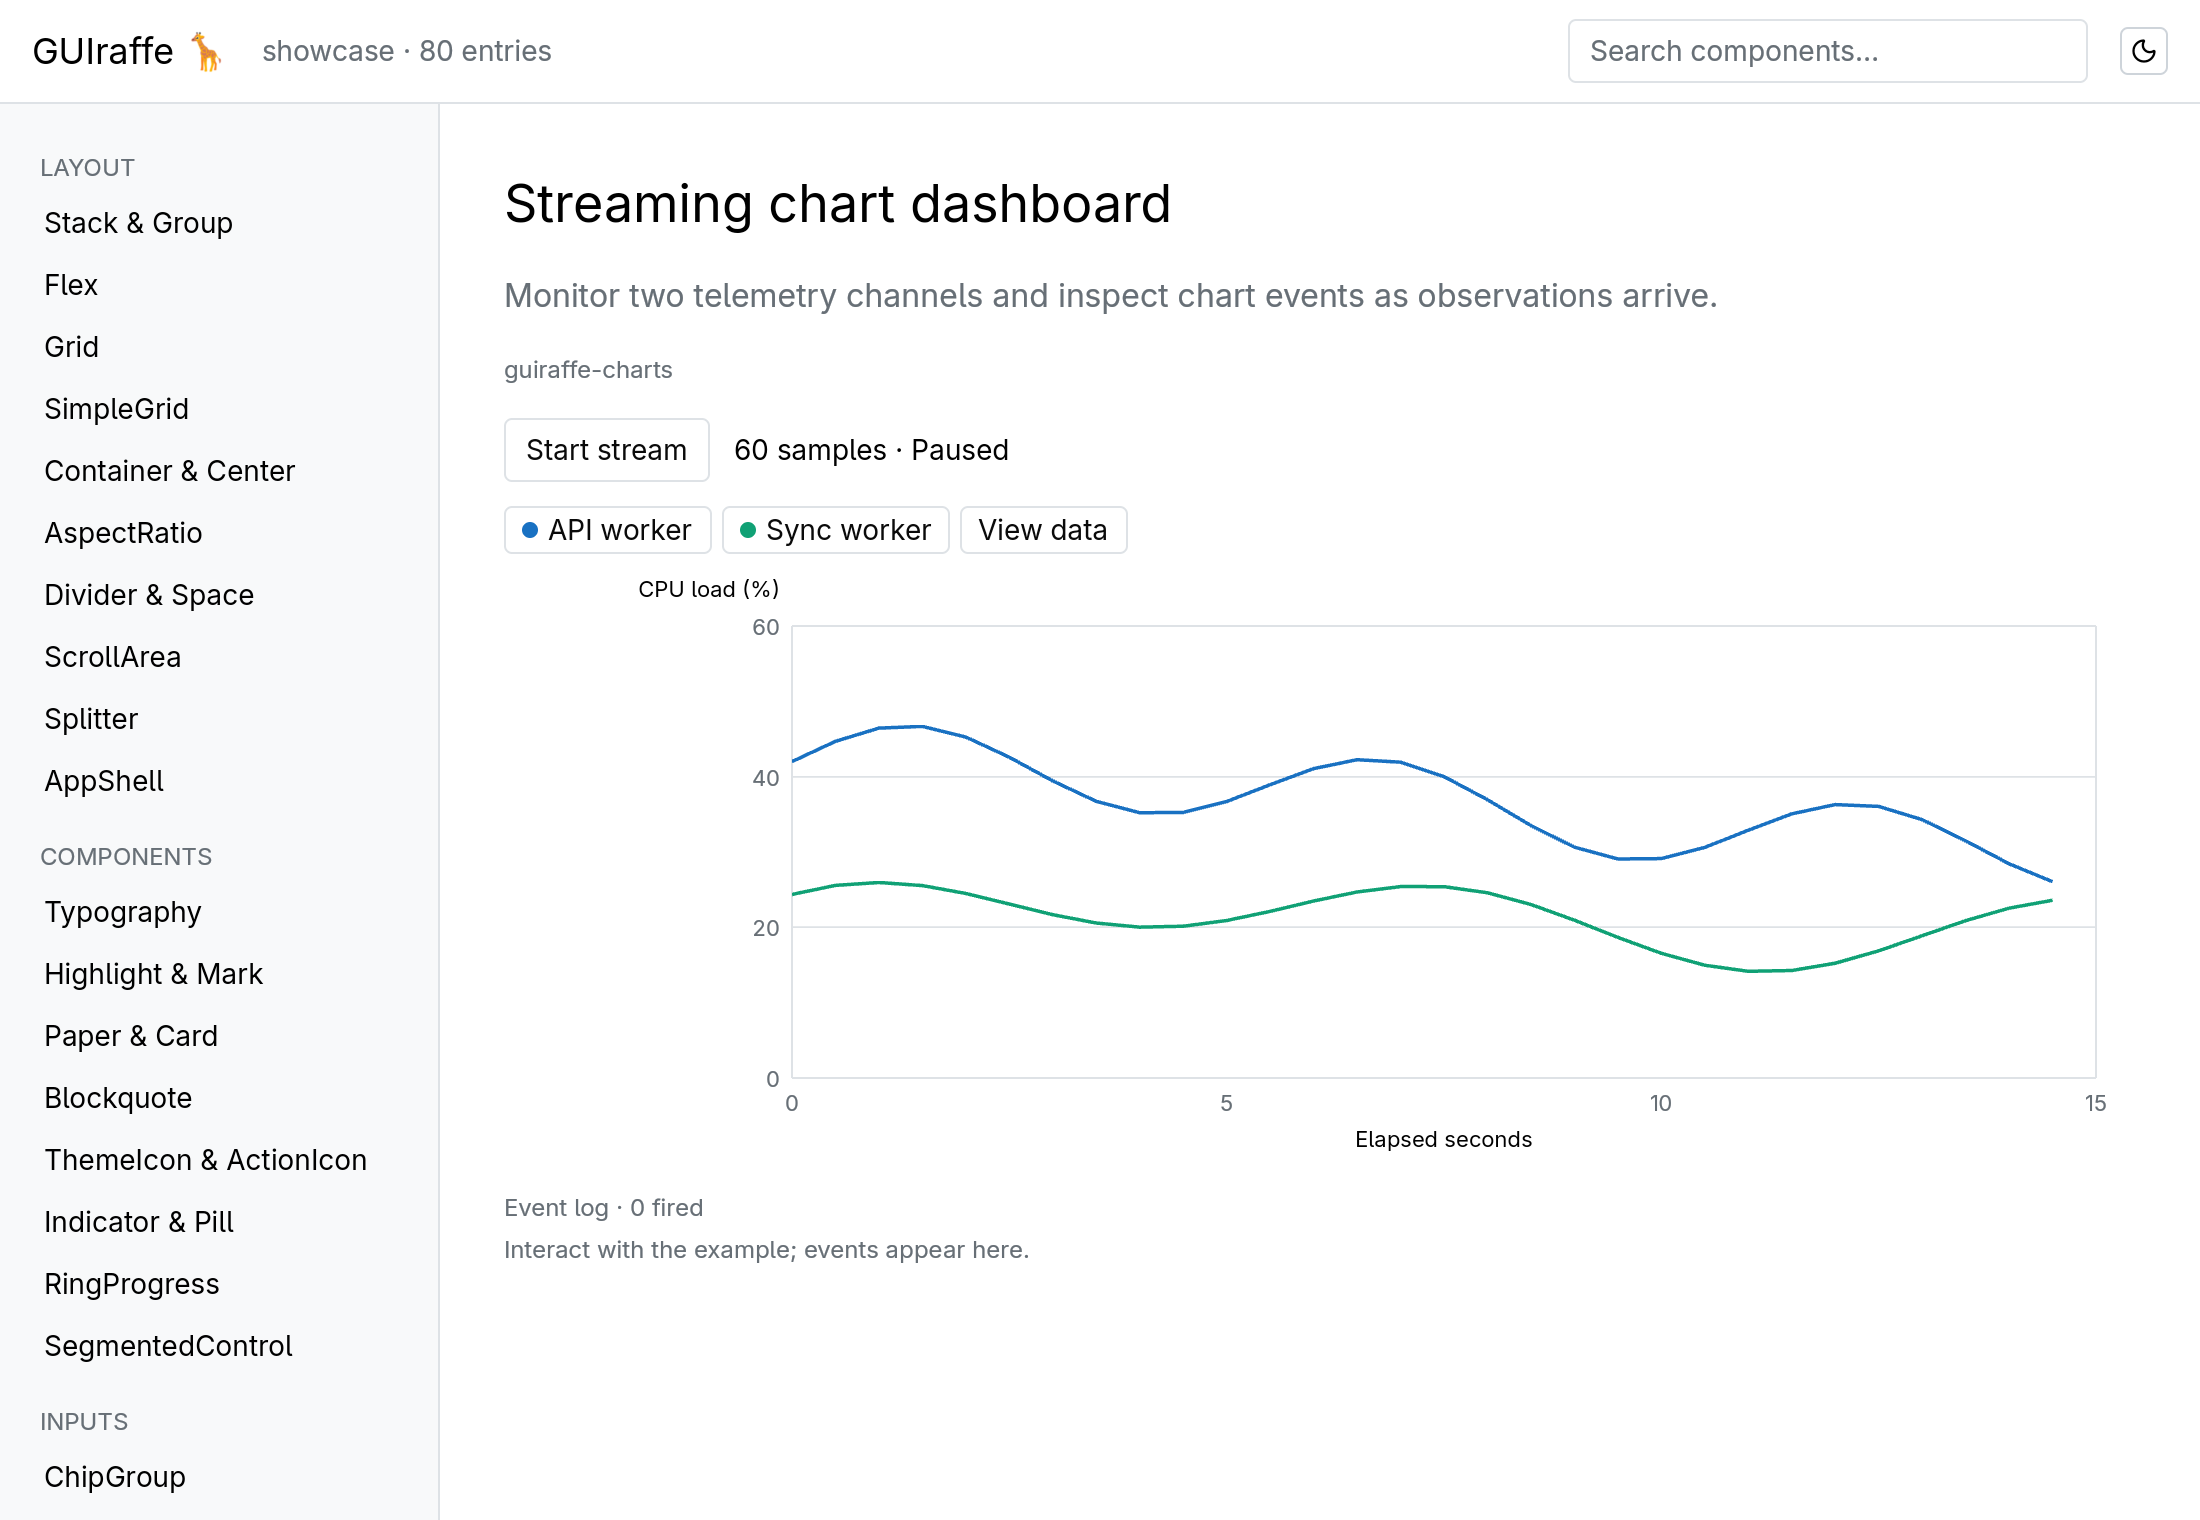 GUIraffe 🦒 showcase · 80 entries
Search components...
LAYOUT
Stack & Group
Flex
Grid
SimpleGrid
Container & Center
AspectRatio
Divider & Space
ScrollArea
Splitter
AppShell
COMPONENTS
Typography
Highlight & Mark
Paper & Card
Blockquote
ThemeIcon & ActionIcon
Indicator & Pill
RingProgress
SegmentedControl
INPUTS
ChipGroup
Streaming chart dashboard
Monitor two telemetry channels and inspect chart events as observations arrive.
guiraffe-charts
Start stream 60 samples · Paused
API worker Sync worker View data
CPU load (%)
60
40
20
0
0 5 10 15
Elapsed seconds
Event log · 0 fired
Interact with the example; events appear here.